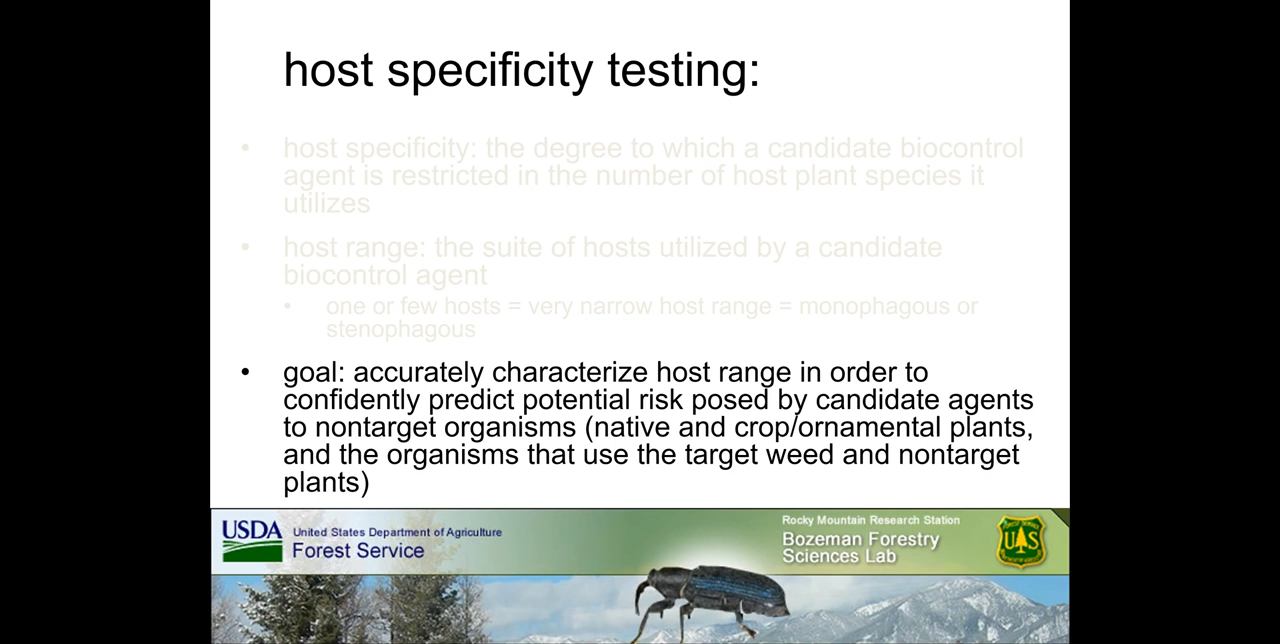 host specificity testing:
• host specificity: the degree to which a candidate biocontrol
agent is restricted in the number of host plant species it
utilizes
• host range: the suite of hosts utilized by a candidate
biocontrol agent
• one or few hosts = very narrow host range = monophagous or
stenophagous
• goal: accurately characterize host range in order to
confidently predict potential risk posed by candidate agents
to nontarget organisms (native and crop/ornamental plants,
and the organisms that use the target weed and nontarget
plants)
USDA
United States Department of Agriculture
Forest Service
Rocky Mountain Research Station
Bozeman Forestry
Sciences Lab
UAS